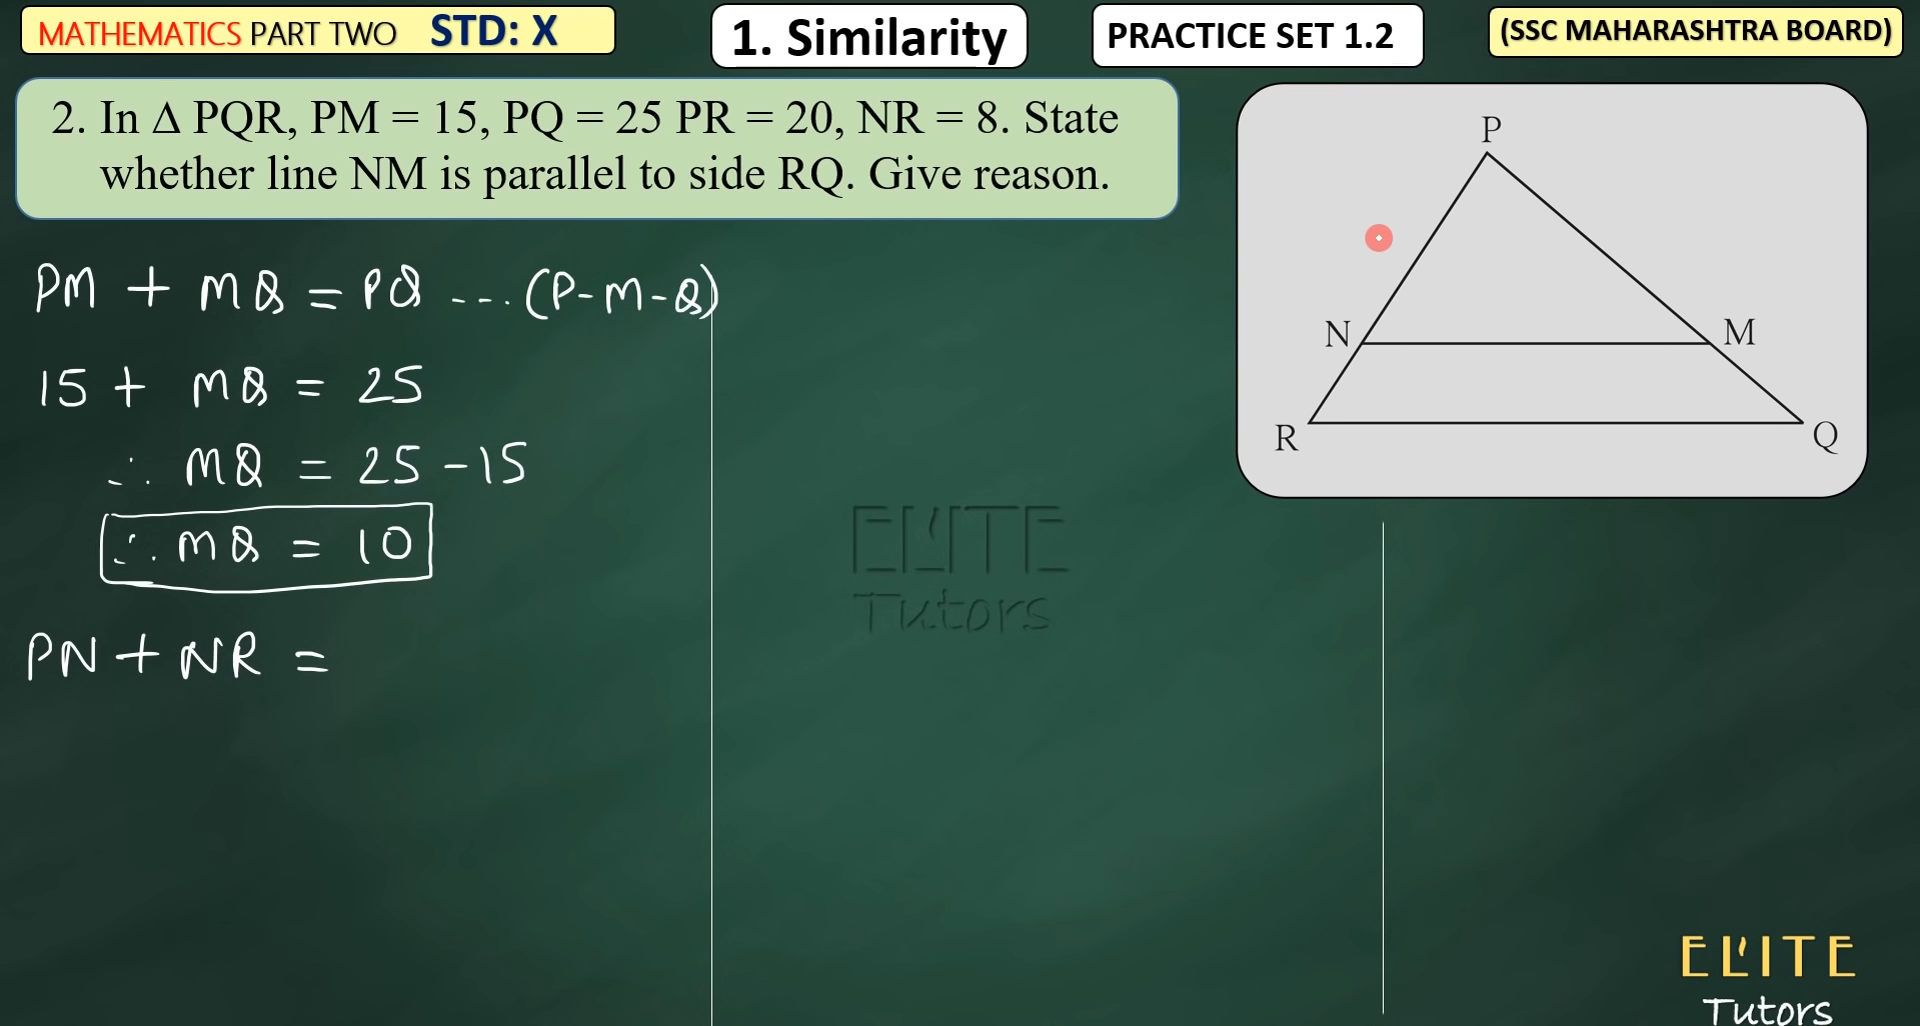 MATHEMATICS PART TWO STD: X
1. Similarity
PRACTICE SET 1.2
(SSC MAHARASHTRA BOARD)
2. In Δ PQR, PM = 15, PQ = 25 PR = 20, NR = 8. State
whether line NM is parallel to side RQ. Give reason.
PM + MQ = PQ ... (P-M-Q)
15 + MQ = 25
∴ MQ = 25 - 15
∴ MQ = 10
PN + NR =
P
N
M
R
Q
ELITE
Tutors
ELITE
Tutors